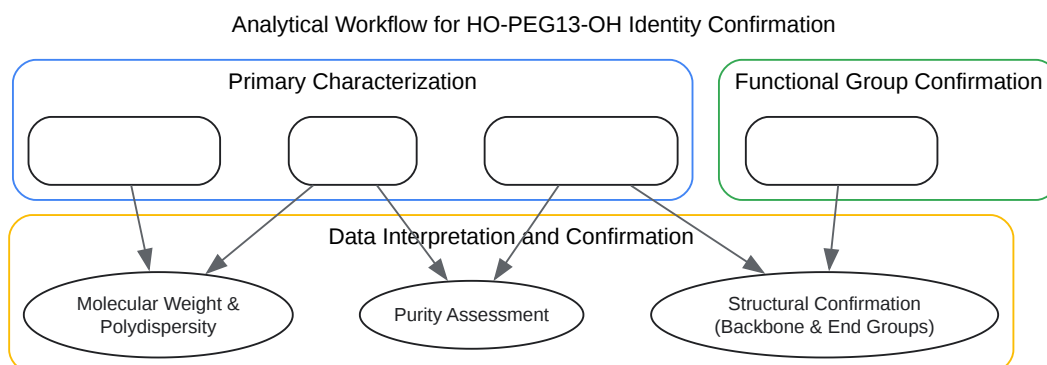 Analytical Workflow for HO-PEG13-OH Identity Confirmation
Primary Characterization
Functional Group Confirmation
Data Interpretation and Confirmation
Molecular Weight &
Polydispersity
Purity Assessment
Structural Confirmation
(Backbone & End Groups)